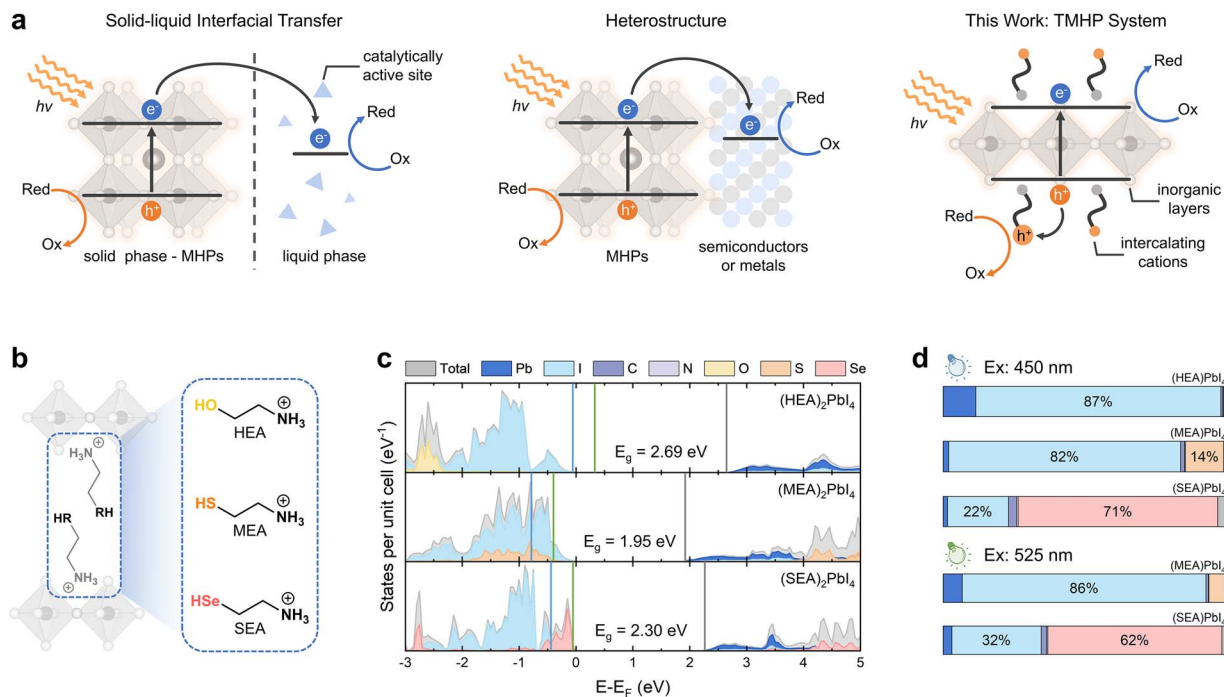 a
Solid-liquid Interfacial Transfer
Heterostructure
This Work: TMHP System
hv
e-
catalytically
active site
e-
Red
Ox
Red
h+
Ox
solid phase - MHPs
liquid phase
hv
e-
e-
Red
Ox
Red
h+
Ox
MHPs
semiconductors
or metals
hv
e-
Red
Ox
Red
h+
h+
Ox
inorganic
layers
intercalating
cations
b
H3N
+
RH
HR
NH3
+
HO
NH3
+
HEA
HS
NH3
+
MEA
HSe
NH3
+
SEA
c
Total Pb I C N O S Se
States per unit cell (eV-1)
(HEA)2PbI4
Eg = 2.69 eV
(MEA)2PbI4
Eg = 1.95 eV
(SEA)2PbI4
Eg = 2.30 eV
-3 -2 -1 0 1 2 3 4 5
E-EF (eV)
d
Ex: 450 nm
(HEA)PbI4
87%
(MEA)PbI4
82% 14%
(SEA)PbI4
22% 71%
Ex: 525 nm
(MEA)PbI4
86%
(SEA)PbI4
32% 62%